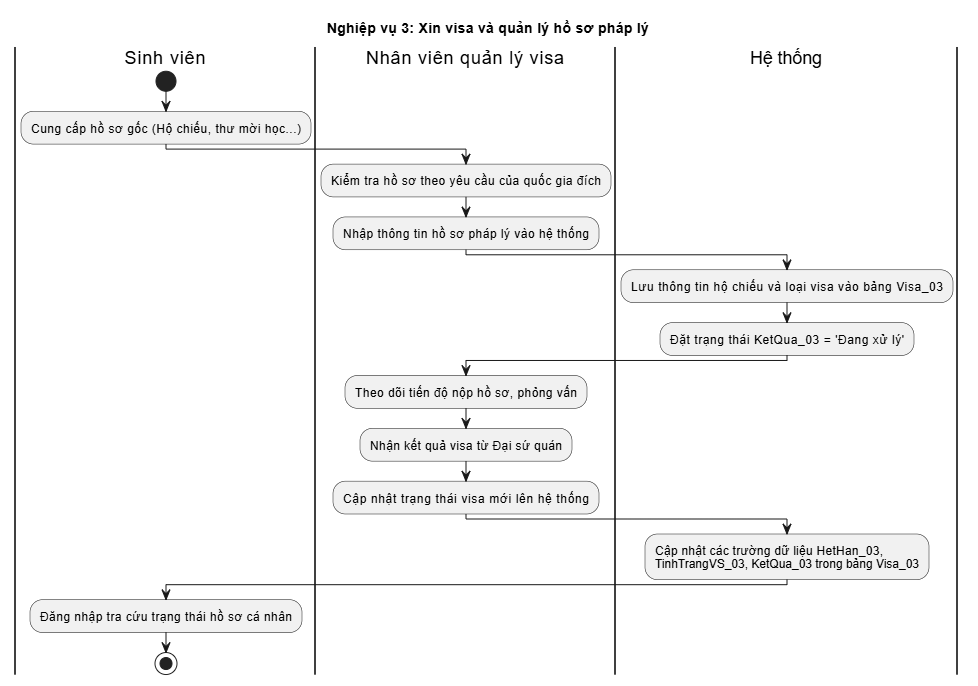 Nghiệp vụ 3: Xin visa và quản lý hồ sơ pháp lý
Sinh viên
Nhân viên quản lý visa
Hệ thống
Cung cấp hồ sơ gốc (Hộ chiếu, thư mời học...)
Kiểm tra hồ sơ theo yêu cầu của quốc gia đích
Nhập thông tin hồ sơ pháp lý vào hệ thống
Lưu thông tin hộ chiếu và loại visa vào bảng Visa_03
Đặt trạng thái KetQua_03 = 'Đang xử lý'
Theo dõi tiến độ nộp hồ sơ, phỏng vấn
Nhận kết quả visa từ Đại sứ quán
Cập nhật trạng thái visa mới lên hệ thống
Cập nhật các trường dữ liệu HetHan_03,
TinhTrangVS_03, KetQua_03 trong bảng Visa_03
Đăng nhập tra cứu trạng thái hồ sơ cá nhân